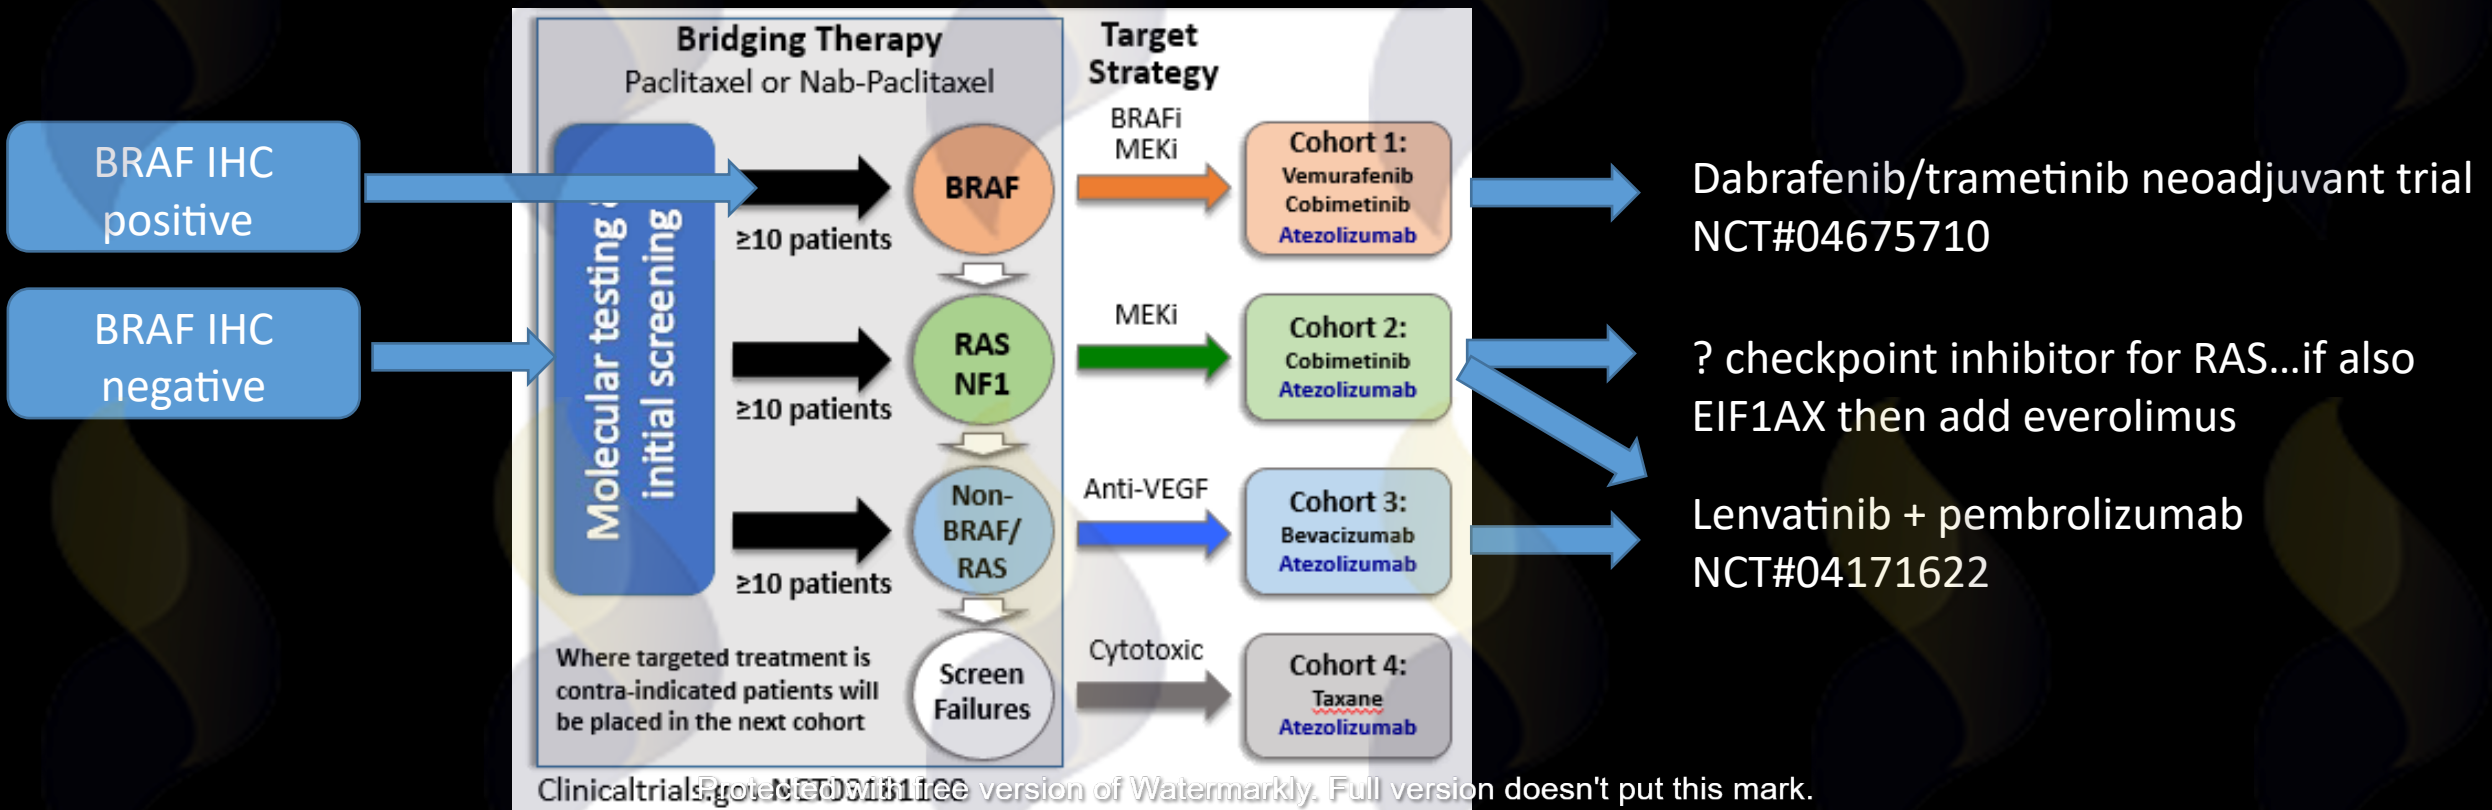 BRAF IHC
positive
BRAF IHC
negative
Bridging Therapy
Paclitaxel or Nab-Paclitaxel
Molecular testing
initial screening
≥10 patients
≥10 patients
≥10 patients
BRAF
RAS
NF1
Non-
BRAF/
RAS
Screen
Failures
Where targeted treatment is
contra-indicated patients will
be placed in the next cohort
Target
Strategy
BRAFi
MEKi
MEKi
Anti-VEGF
Cytotoxic
Cohort 1:
Vemurafenib
Cobimetinib
Atezolizumab
Cohort 2:
Cobimetinib
Atezolizumab
Cohort 3:
Bevacizumab
Atezolizumab
Cohort 4:
Taxane
Atezolizumab
Dabrafenib/trametinib neoadjuvant trial
NCT#04675710
? checkpoint inhibitor for RAS...if also
EIF1AX then add everolimus
Lenvatinib + pembrolizumab
NCT#04171622
Clinicaltrials.gov
Protected with free version of Watermarkly. Full version doesn't put this mark.